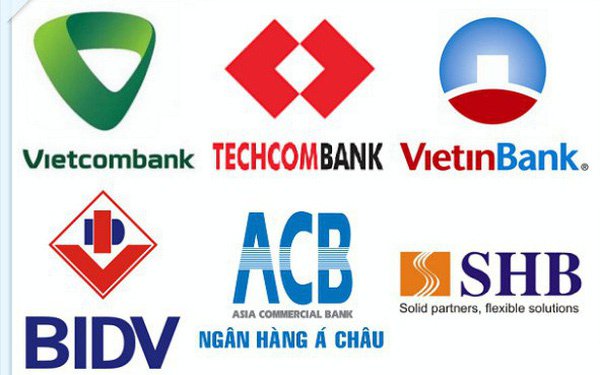 Vietcombank
TECHCOMBANK
VietinBank®
BIDV
ACB
ASIA COMMERCIAL BANK
NGÂN HÀNG Á CHÂU
SHB
Solid partners, flexible solutions